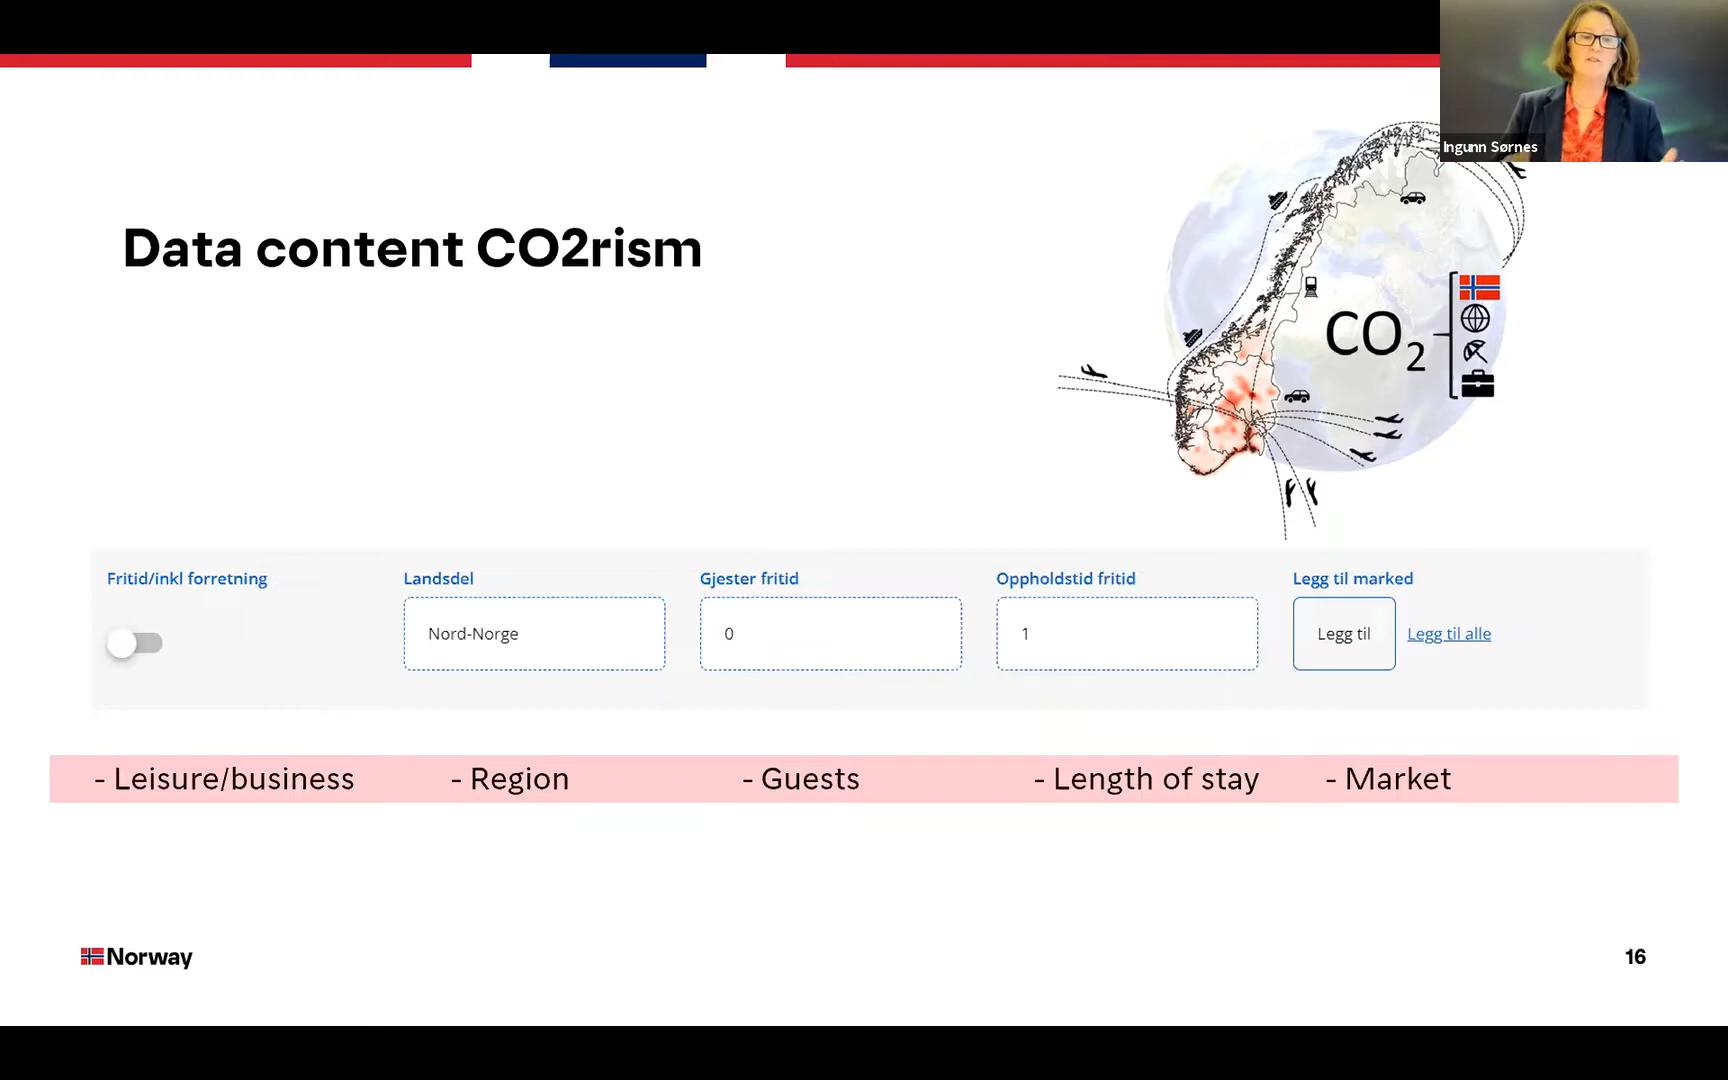 Ingunn Sørnes
Data content CO2rism
CO2
Fritid/inkl forretning
Landsdel
Gjester fritid
Oppholdstid fritid
Legg til marked
Nord-Norge
0
1
Legg til
Legg til alle
- Leisure/business
- Region
- Guests
- Length of stay
- Market
Norway
16